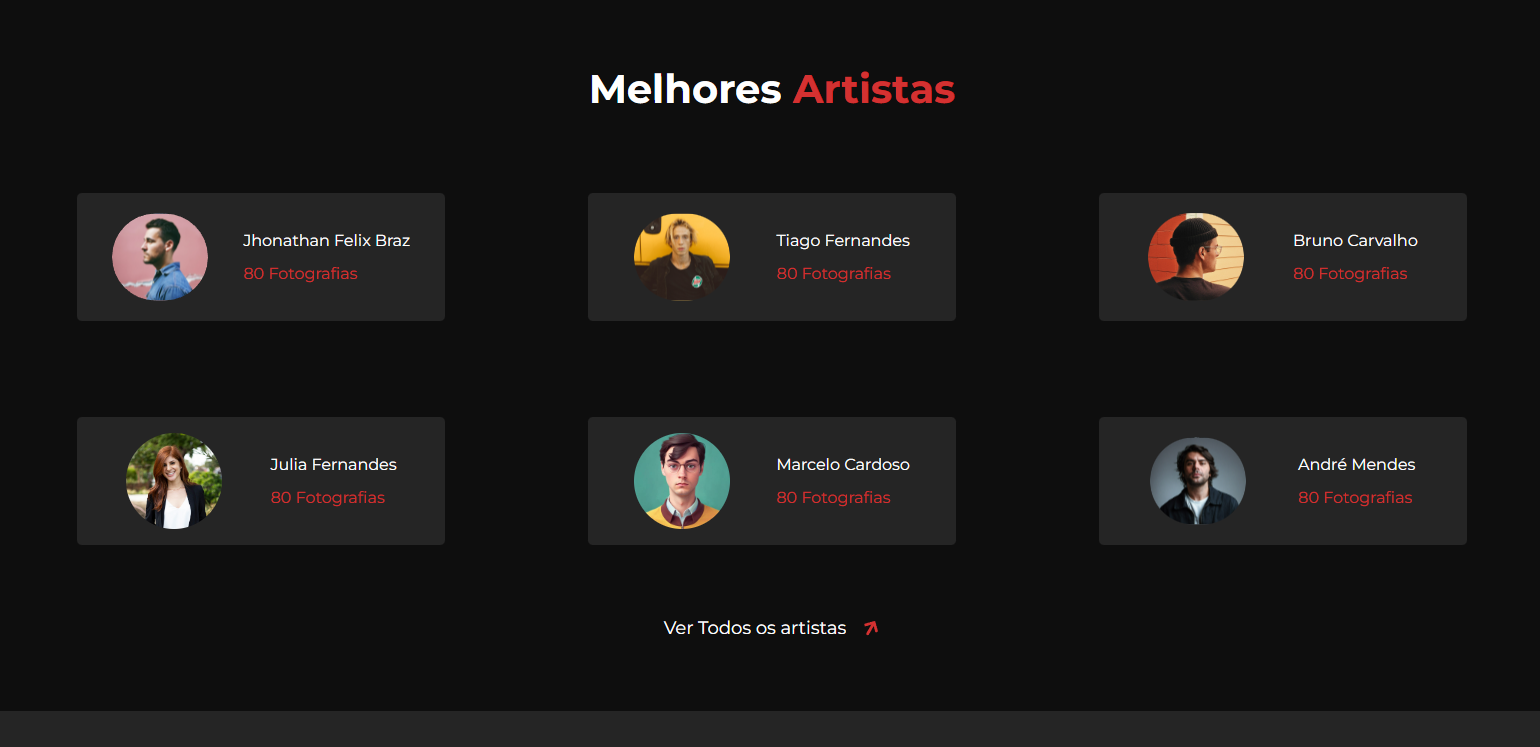 Melhores Artistas
Jhonathan Felix Braz
80 Fotografias
Tiago Fernandes
80 Fotografias
Bruno Carvalho
80 Fotografias
Julia Fernandes
80 Fotografias
Marcelo Cardoso
80 Fotografias
André Mendes
80 Fotografias
Ver Todos os artistas